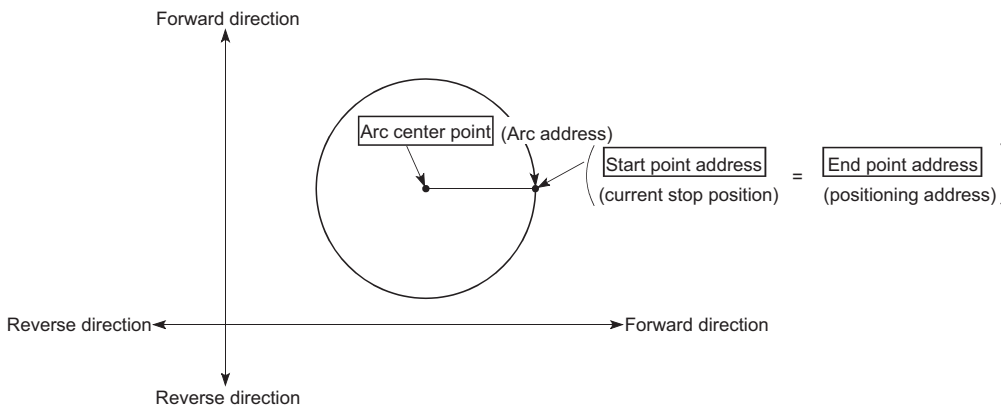 Forward direction
Arc center point (Arc address)
Start point address = End point address
(current stop position) (positioning address)
Reverse direction Forward direction
Reverse direction